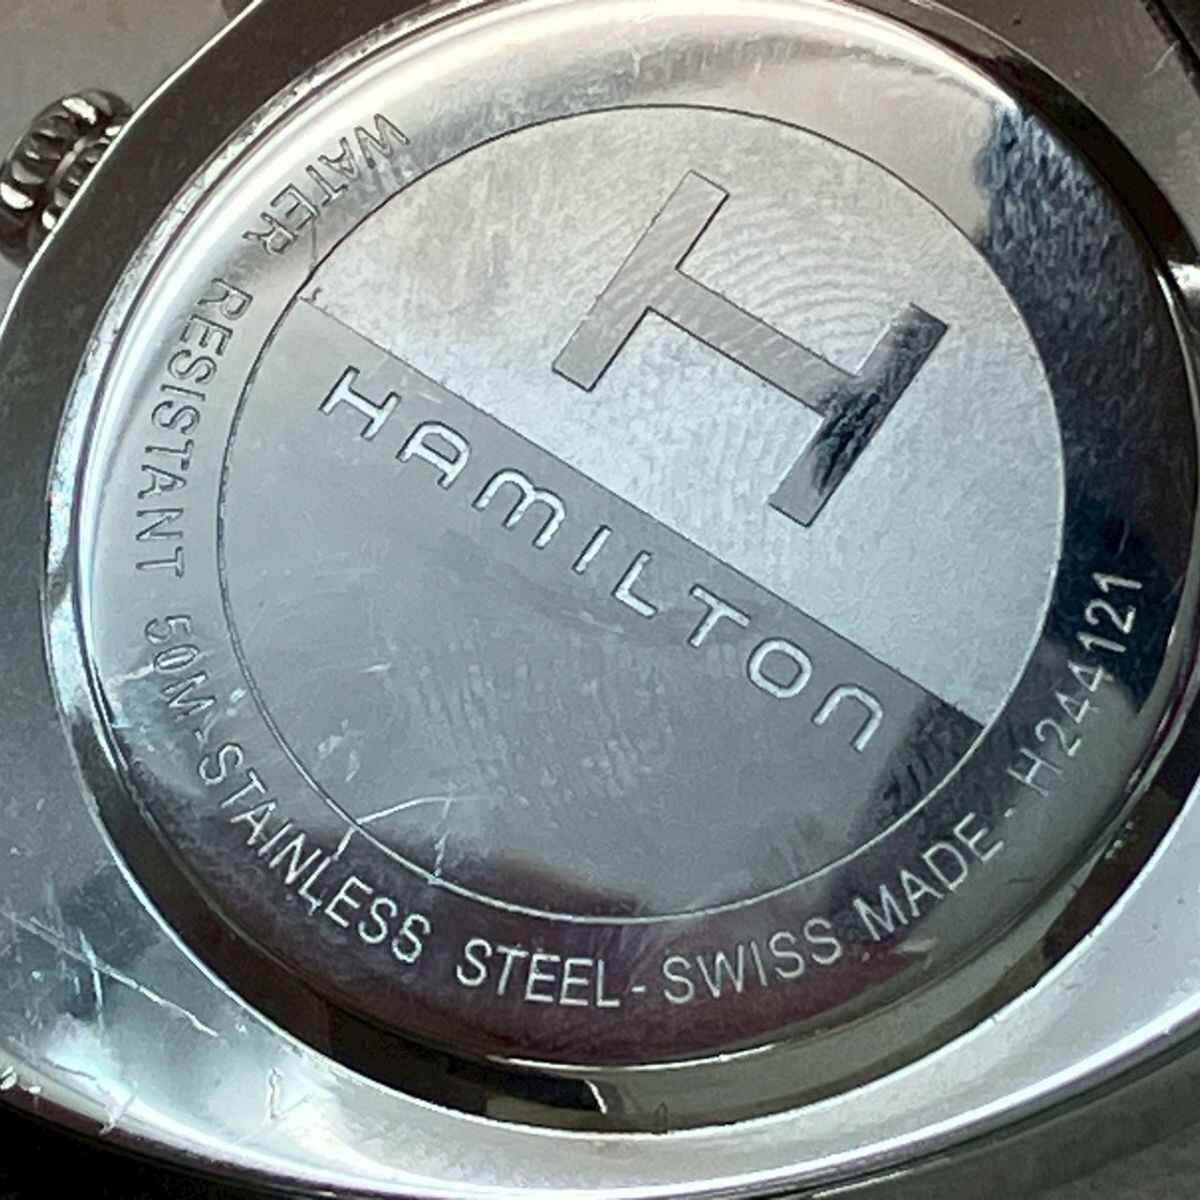 H
HAMILTON
WATER RESISTANT 50M-STAINLESS STEEL-SWISS MADE-H244121